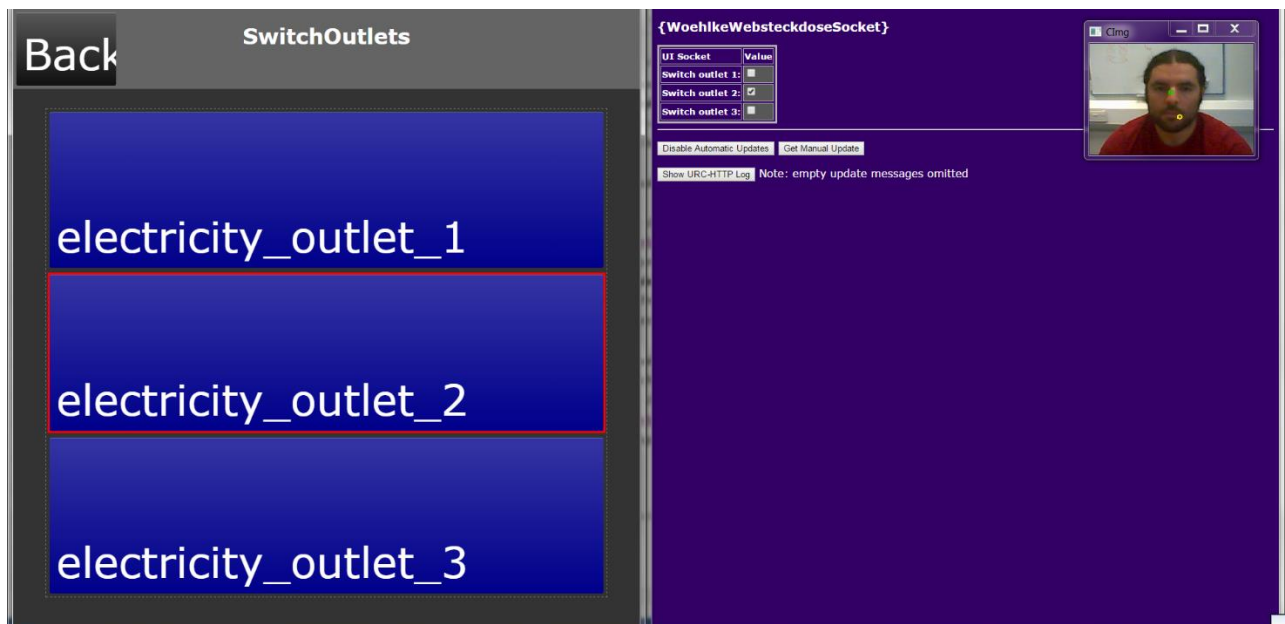 Back
SwitchOutlets
electricity_outlet_1
electricity_outlet_2
electricity_outlet_3
{WoehlkeWebsteckdoseSocket}
UI Socket Value
Switch outlet 1:
Switch outlet 2:
Switch outlet 3:
Disable Automatic Updates Get Manual Update
Show URC-HTTP Log Note: empty update messages omitted
CImg